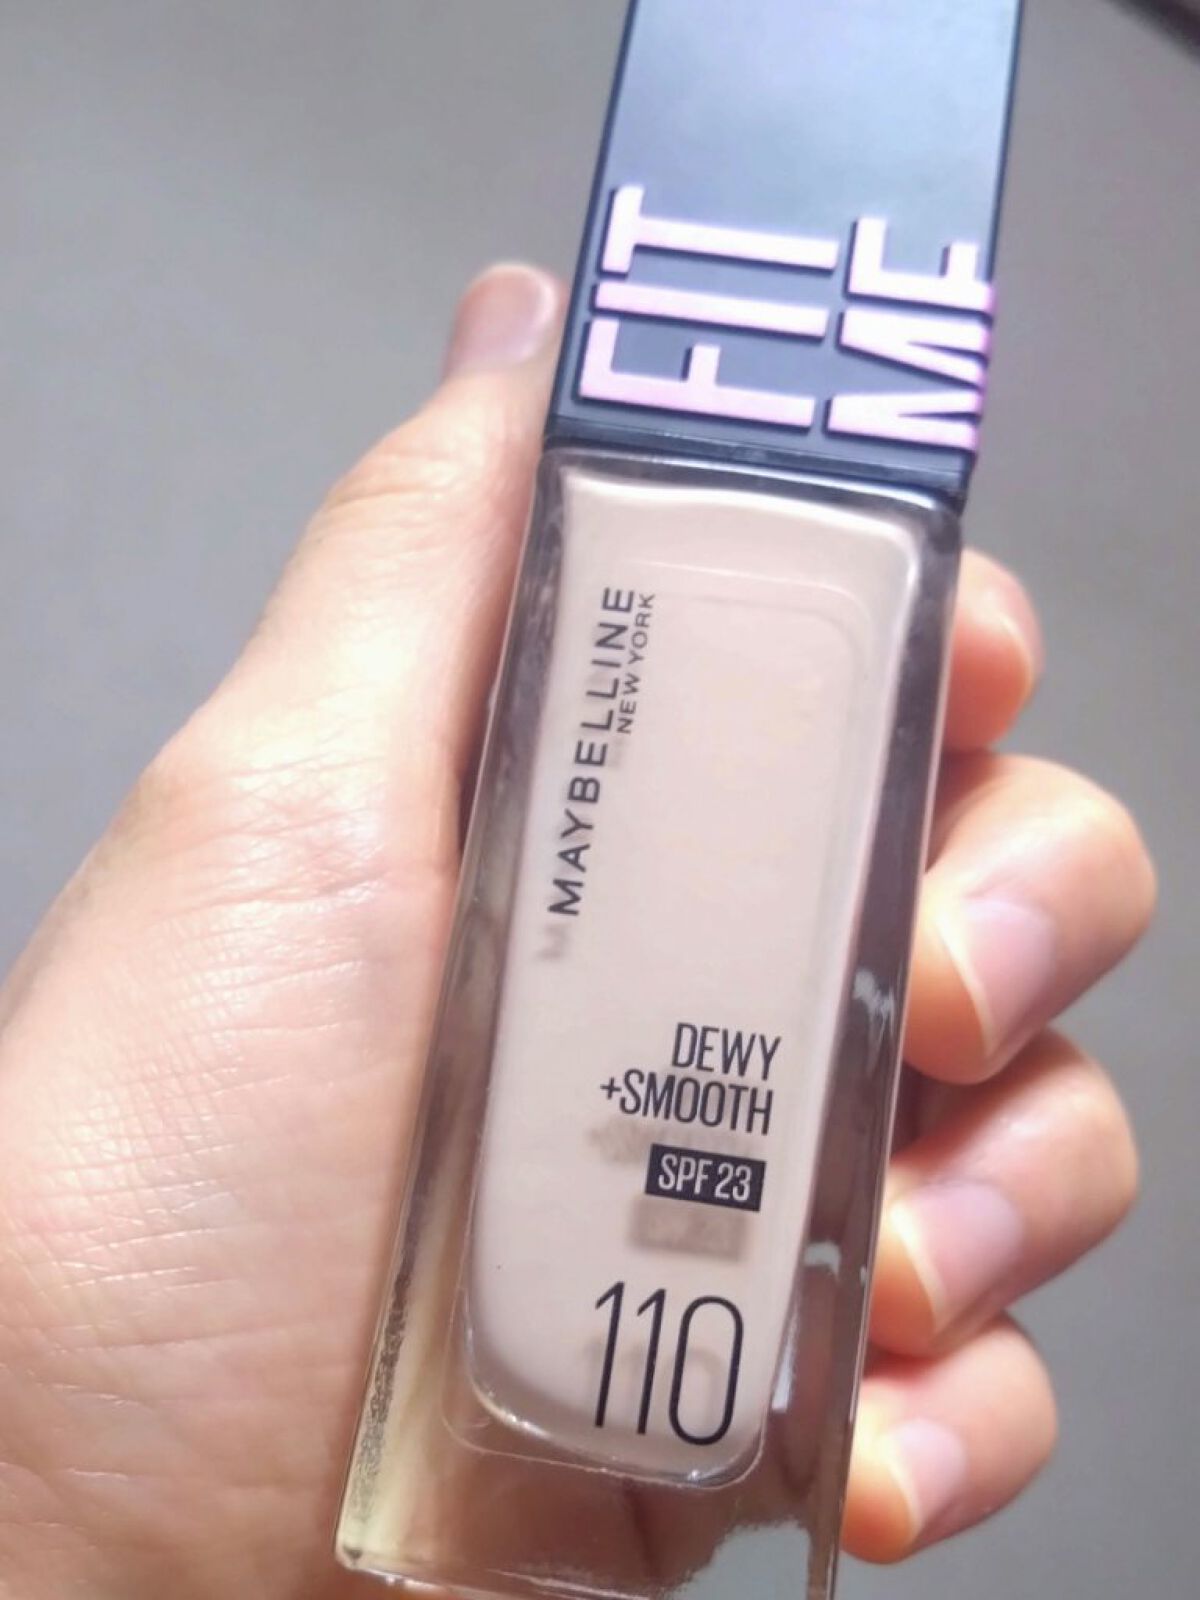 FIT
ME
MAYBELLINE
NEW YORK
DEWY
+SMOOTH
SPF 23
110